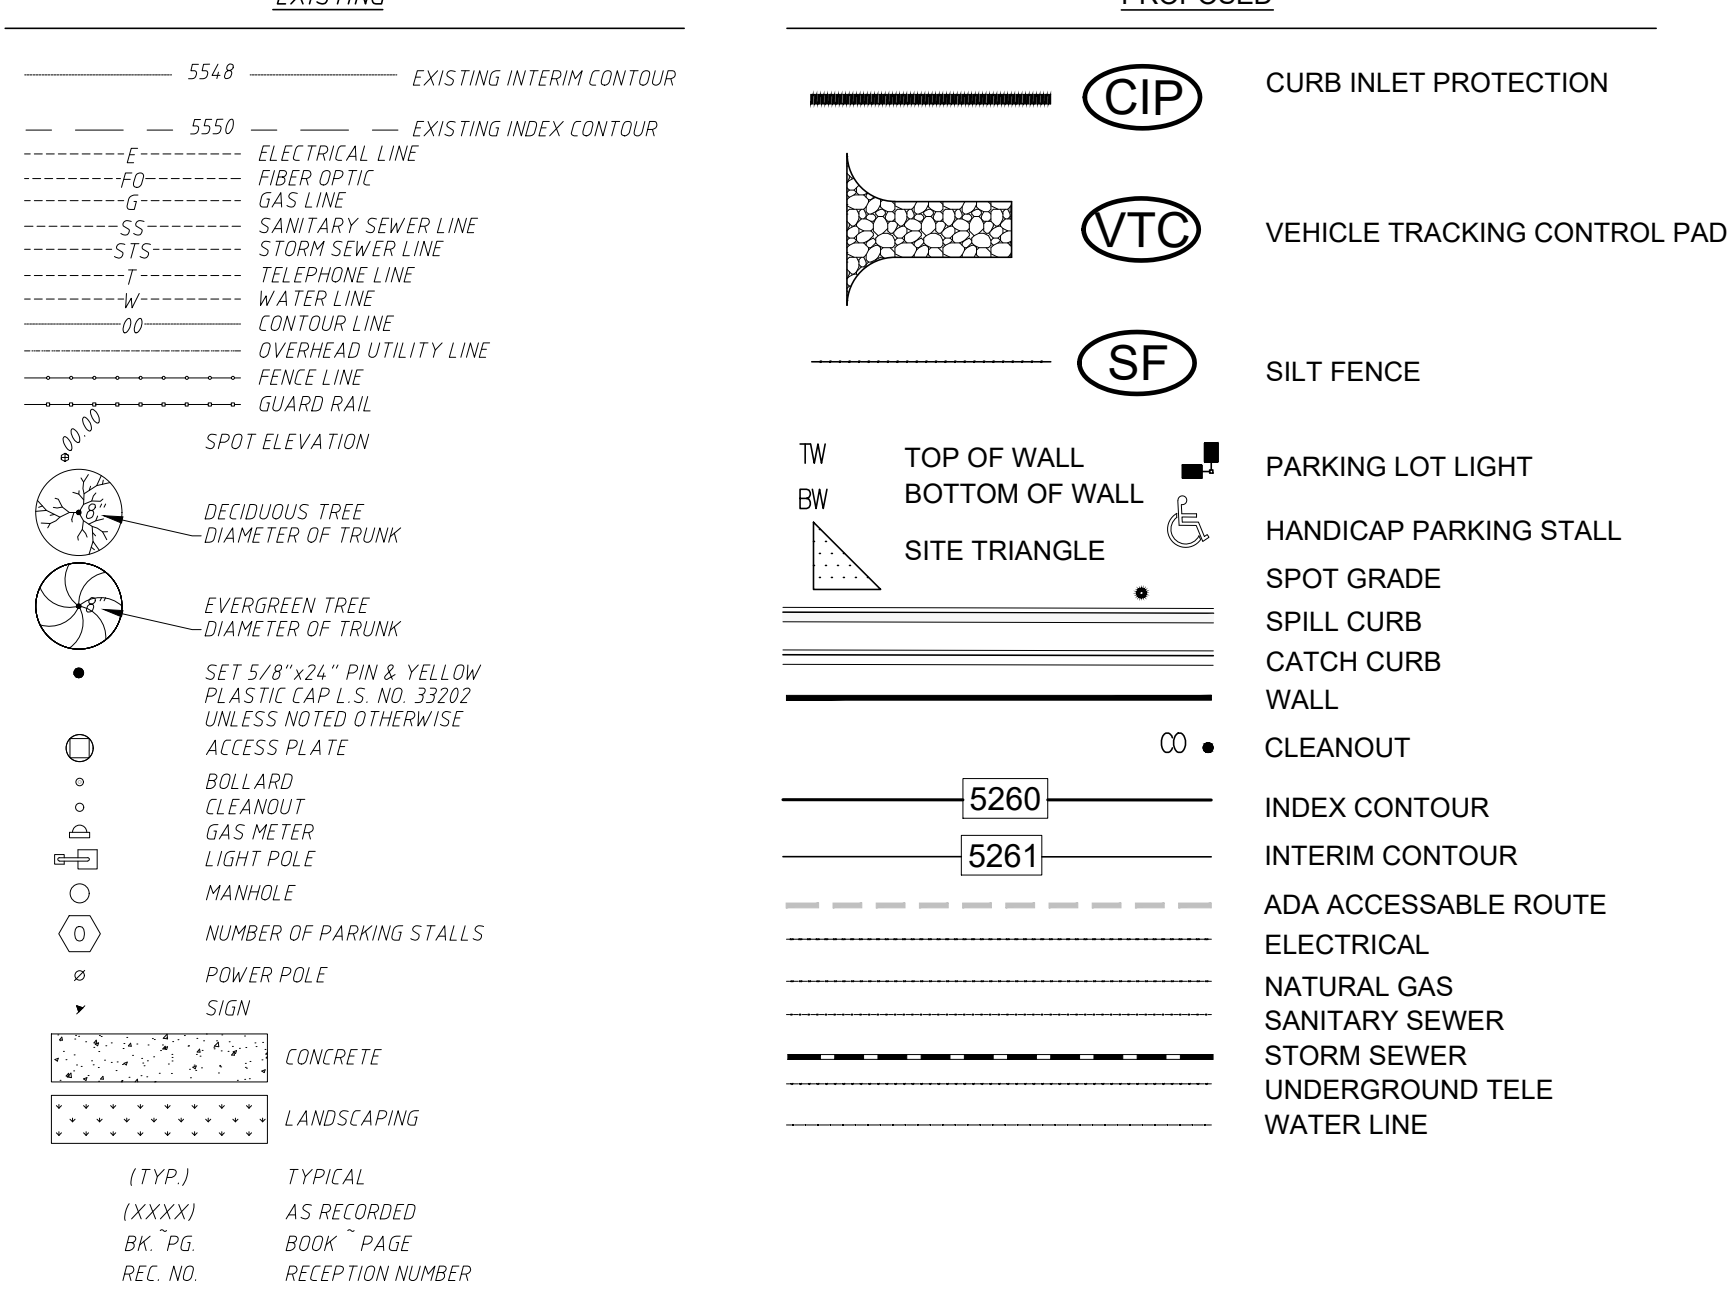 EXISTING
5548 EXISTING INTERIM CONTOUR
5550 EXISTING INDEX CONTOUR
E ELECTRICAL LINE
FO FIBER OPTIC
G GAS LINE
SS SANITARY SEWER LINE
STS STORM SEWER LINE
T TELEPHONE LINE
W WATER LINE
00 CONTOUR LINE
OVERHEAD UTILITY LINE
FENCE LINE
GUARD RAIL
00.00 SPOT ELEVATION
8" DECIDUOUS TREE
DIAMETER OF TRUNK
8" EVERGREEN TREE
DIAMETER OF TRUNK
SET 5/8"x24" PIN & YELLOW
PLASTIC CAP L.S. NO. 33202
UNLESS NOTED OTHERWISE
ACCESS PLATE
BOLLARD
CLEANOUT
GAS METER
LIGHT POLE
MANHOLE
0 NUMBER OF PARKING STALLS
POWER POLE
SIGN
CONCRETE
LANDSCAPING
(TYP.) TYPICAL
(XXXX) AS RECORDED
BK.~PG. BOOK ~ PAGE
REC. NO. RECEPTION NUMBER
PROPOSED
CIP CURB INLET PROTECTION
VTC VEHICLE TRACKING CONTROL PAD
SF SILT FENCE
TW TOP OF WALL
BW BOTTOM OF WALL
SITE TRIANGLE
PARKING LOT LIGHT
HANDICAP PARKING STALL
SPOT GRADE
SPILL CURB
CATCH CURB
WALL
CO CLEANOUT
5260 INDEX CONTOUR
5261 INTERIM CONTOUR
ADA ACCESSABLE ROUTE
ELECTRICAL
NATURAL GAS
SANITARY SEWER
STORM SEWER
UNDERGROUND TELE
WATER LINE